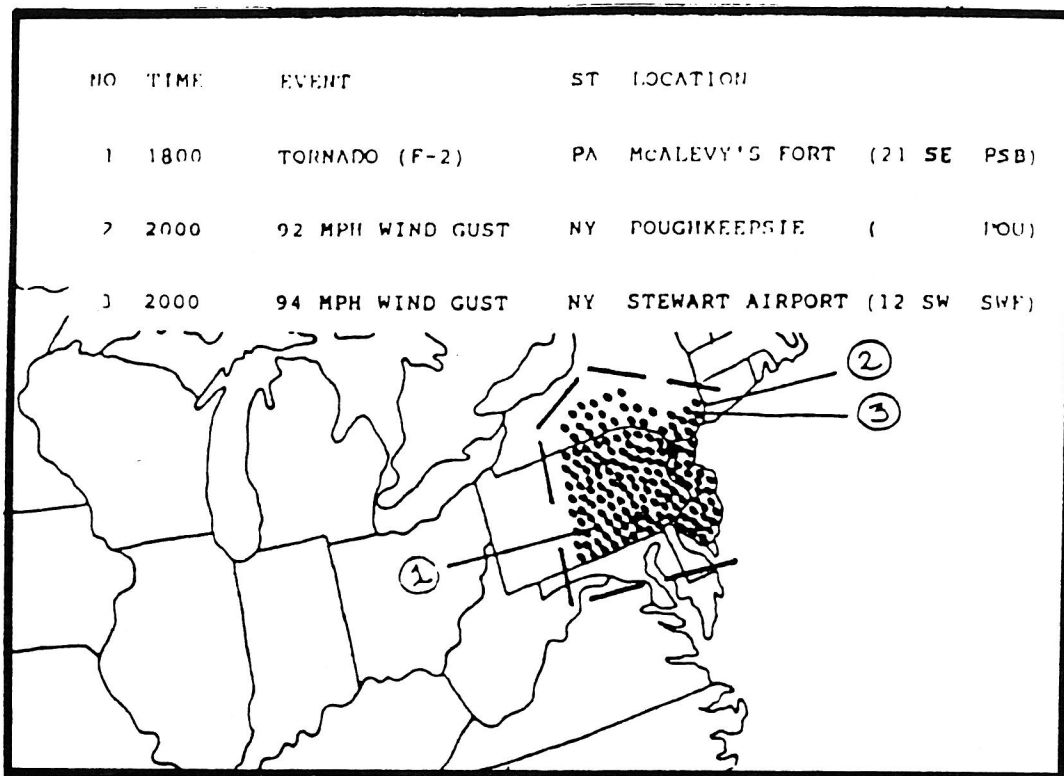 NO TIME EVENT ST LOCATION
1 1800 TORNADO (F-2) PA McALEVY'S FORT (21 SE PSB)
2 2000 92 MPH WIND GUST NY POUGHKEEPSIE ( POU)
3 2000 94 MPH WIND GUST NY STEWART AIRPORT (12 SW SWF)
2
3
1